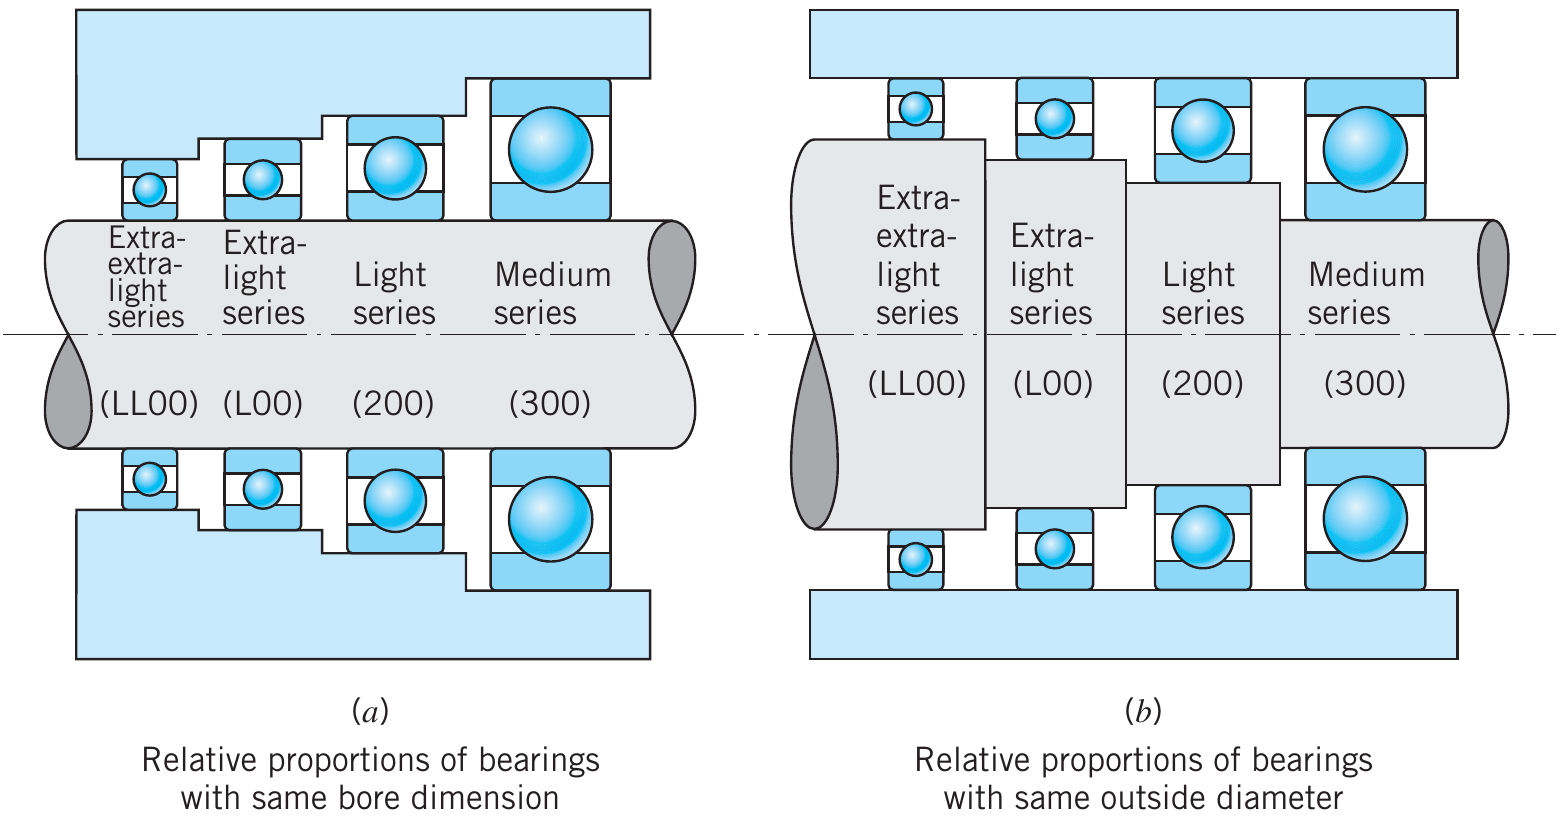 Extra-
extra-
light
series
Extra-
light
series
Light
series
Medium
series
(LL00)
(L00)
(200)
(300)
(a)
Relative proportions of bearings
with same bore dimension
Extra-
extra-
light
series
Extra-
light
series
Light
series
Medium
series
(LL00)
(L00)
(200)
(300)
(b)
Relative proportions of bearings
with same outside diameter